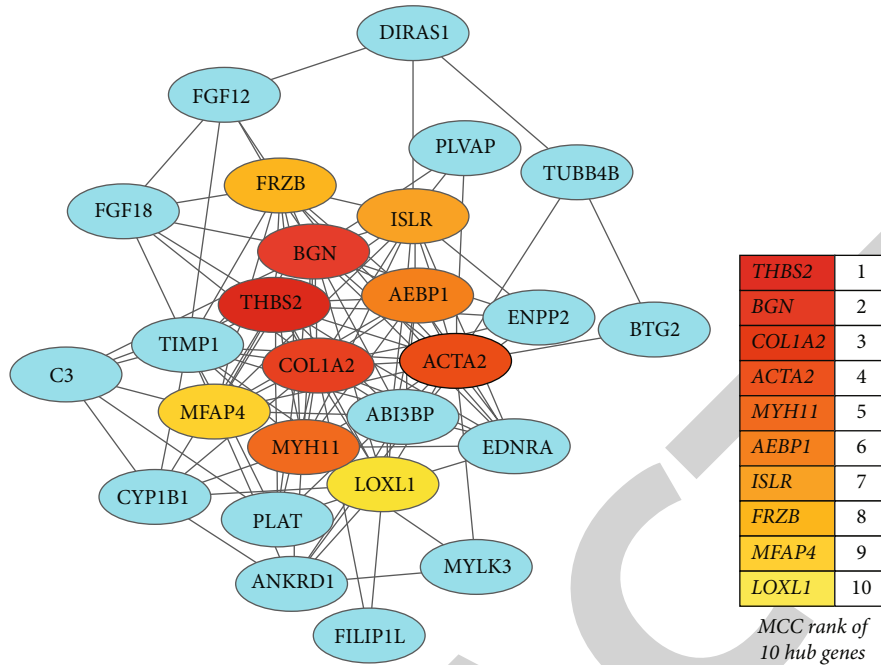 DIRAS1
FGF12
PLVAP
TUBB4B
FRZB
FGF18
ISLR
BGN
AEBP1
THBS2
ENPP2
BTG2
TIMP1
COL1A2
ACTA2
C3
MFAP4
ABI3BP
MYH11
EDNRA
CYP1B1
LOXL1
PLAT
MYLK3
ANKRD1
FILIP1L
THBS2 1
BGN 2
COL1A2 3
ACTA2 4
MYH11 5
AEBP1 6
ISLR 7
FRZB 8
MFAP4 9
LOXL1 10
MCC rank of
10 hub genes